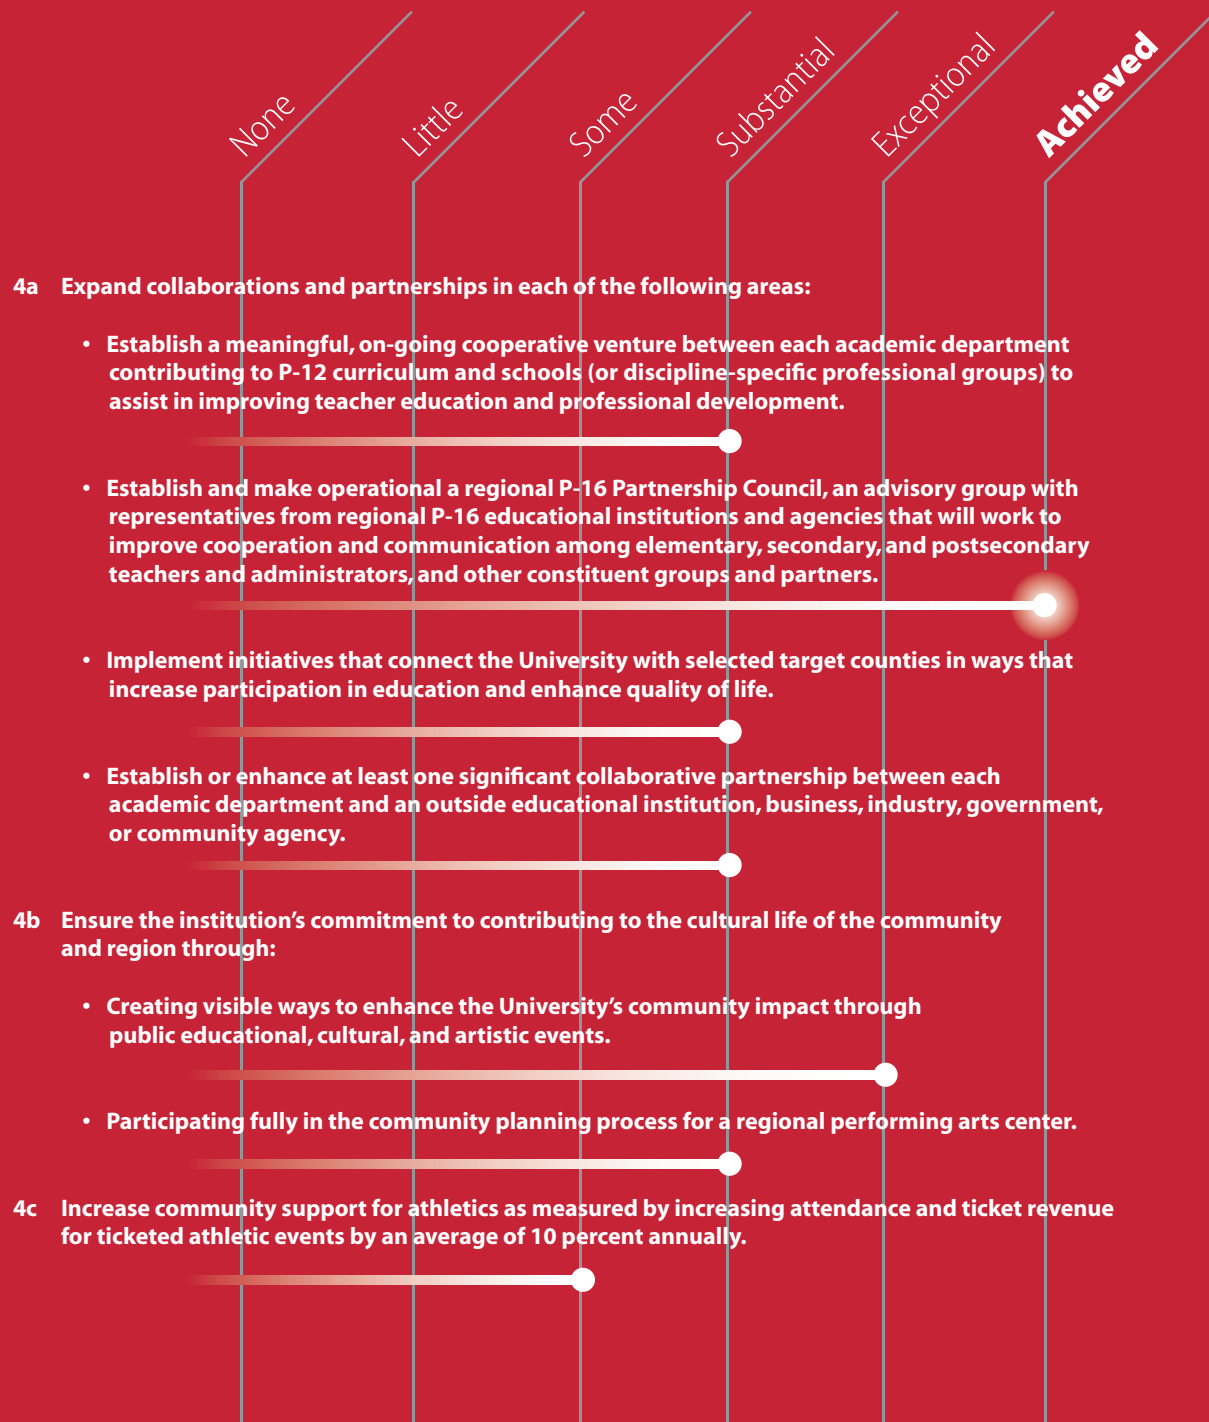 None
Little
Some
Substantial
Exceptional
Achieved
4a Expand collaborations and partnerships in each of the following areas:
• Establish a meaningful, on-going cooperative venture between each academic department
contributing to P-12 curriculum and schools (or discipline-specific professional groups) to
assist in improving teacher education and professional development.
• Establish and make operational a regional P-16 Partnership Council, an advisory group with
representatives from regional P-16 educational institutions and agencies that will work to
improve cooperation and communication among elementary, secondary, and postsecondary
teachers and administrators, and other constituent groups and partners.
• Implement initiatives that connect the University with selected target counties in ways that
increase participation in education and enhance quality of life.
• Establish or enhance at least one significant collaborative partnership between each
academic department and an outside educational institution, business, industry, government,
or community agency.
4b Ensure the institution’s commitment to contributing to the cultural life of the community
and region through:
• Creating visible ways to enhance the University’s community impact through
public educational, cultural, and artistic events.
• Participating fully in the community planning process for a regional performing arts center.
4c Increase community support for athletics as measured by increasing attendance and ticket revenue
for ticketed athletic events by an average of 10 percent annually.